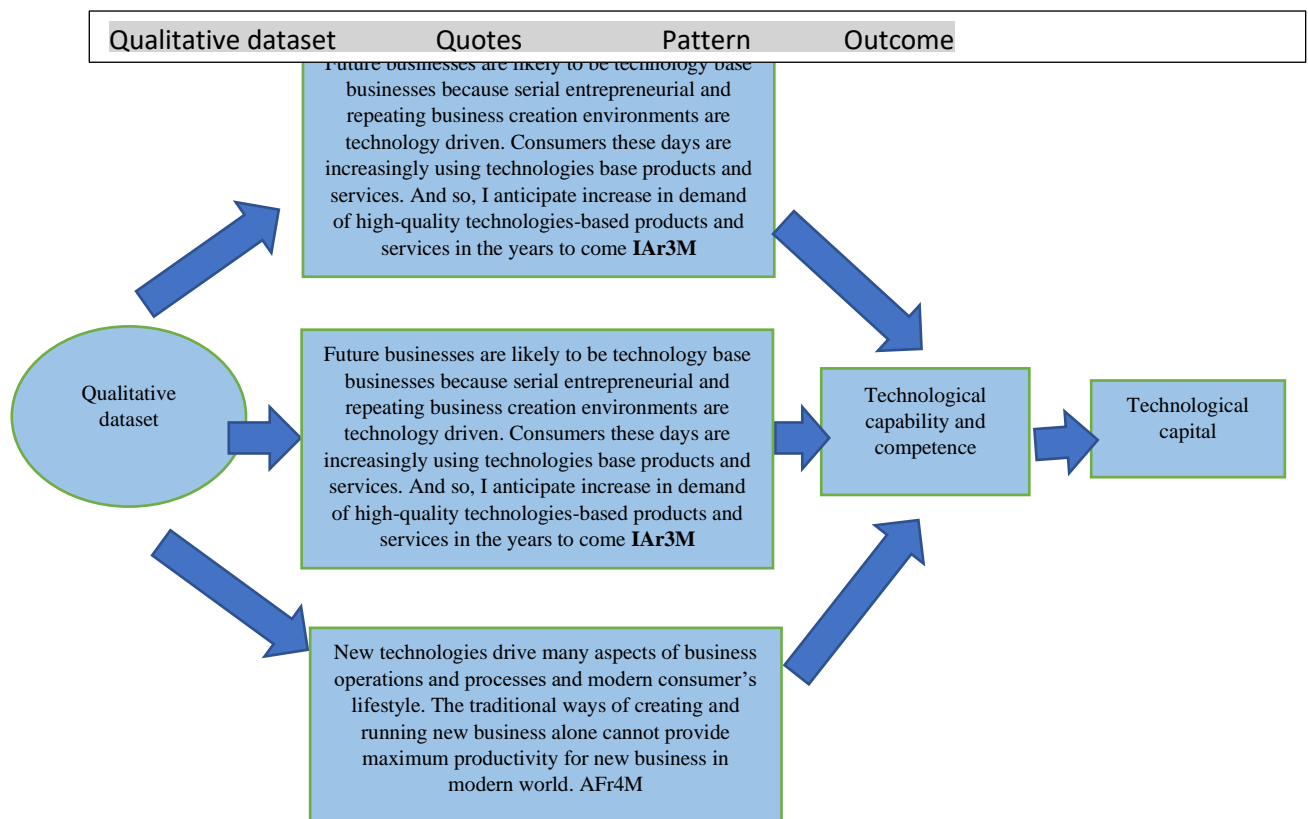 Qualitative dataset Quotes Pattern Outcome
Future businesses are likely to be technology base
businesses because serial entrepreneurial and
repeating business creation environments are
technology driven. Consumers these days are
increasingly using technologies base products and
services. And so, I anticipate increase in demand
of high-quality technologies-based products and
services in the years to come IAr3M
Qualitative
dataset
Future businesses are likely to be technology base
businesses because serial entrepreneurial and
repeating business creation environments are
technology driven. Consumers these days are
increasingly using technologies base products and
services. And so, I anticipate increase in demand
of high-quality technologies-based products and
services in the years to come IAr3M
Technological
capability and
competence
Technological
capital
New technologies drive many aspects of business
operations and processes and modern consumer’s
lifestyle. The traditional ways of creating and
running new business alone cannot provide
maximum productivity for new business in
modern world. AFr4M